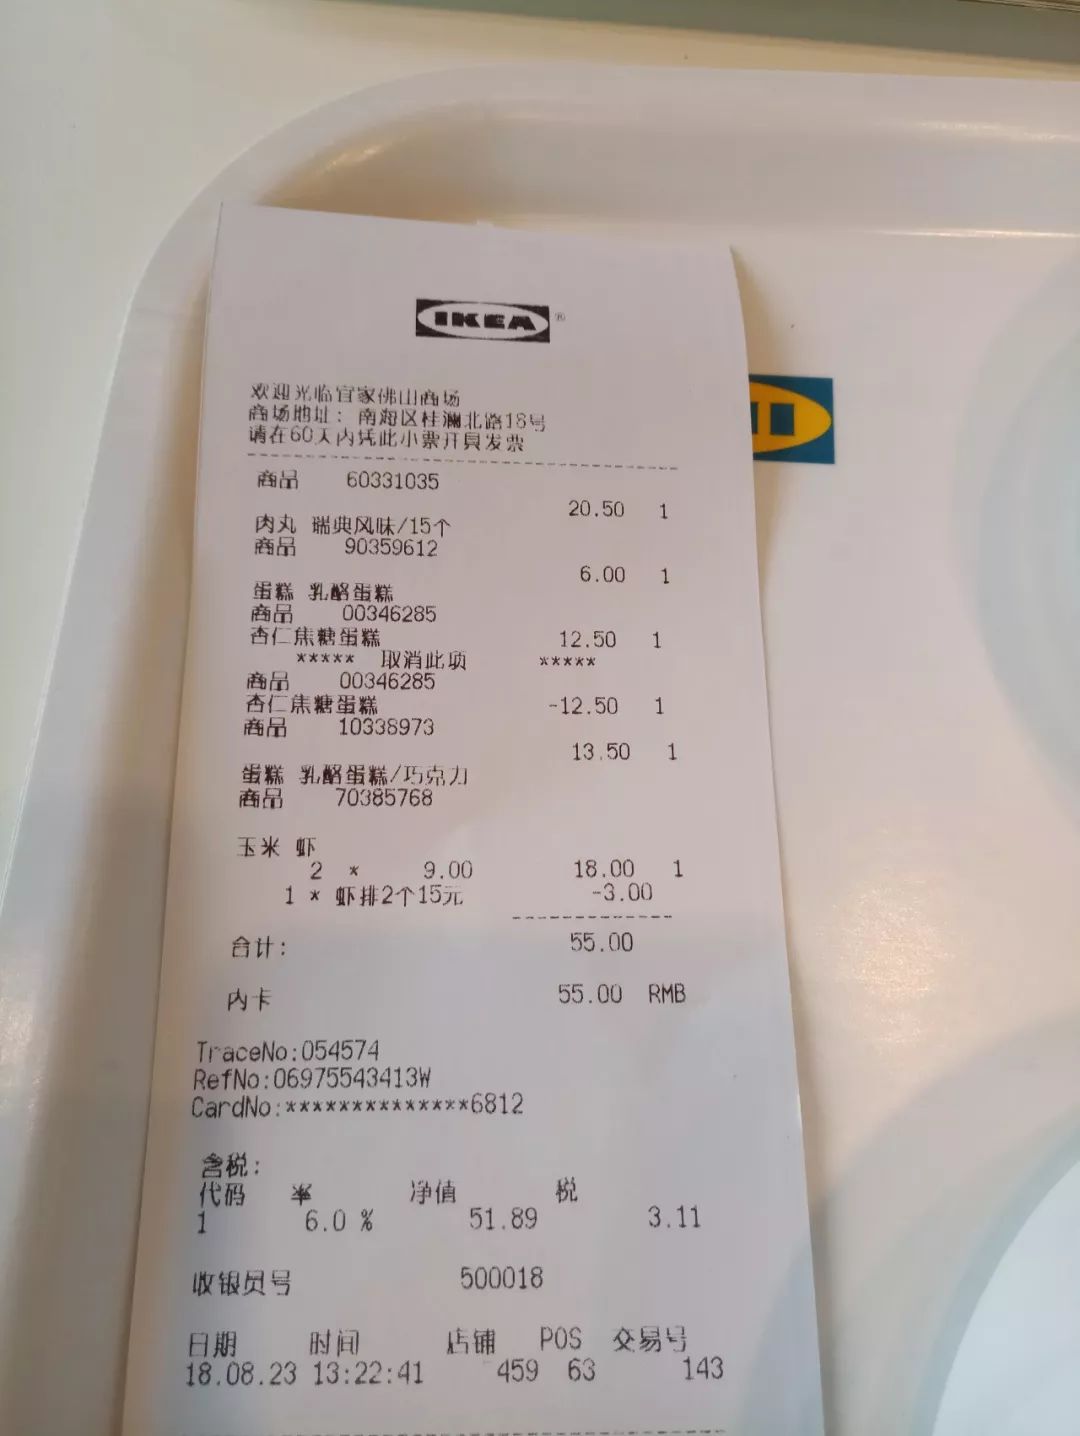 IKEA®
欢迎光临宜家佛山商场
商场地址：南海区桂澜北路18号
请在60天内凭此小票开具发票
商品 60331035
20.50 1
肉丸 瑞典风味/15个
商品 90359612
6.00 1
蛋糕 乳酪蛋糕
商品 00346285
杏仁焦糖蛋糕 12.50 1
***** 取消此项 *****
商品 00346285
杏仁焦糖蛋糕 -12.50 1
商品 10338973
13.50 1
蛋糕 乳酪蛋糕/巧克力
商品 70385768
玉米 虾
2 * 9.00 18.00 1
1 * 虾排2个15元 -3.00
合计: 55.00
内卡 55.00 RMB
TraceNo:054574
RefNo:06975543413W
CardNo:**************6812
含税:
代码 率 净值 税
1 6.0 % 51.89 3.11
收银员号 500018
日期 时间 店铺 POS 交易号
18.08.23 13:22:41 459 63 143